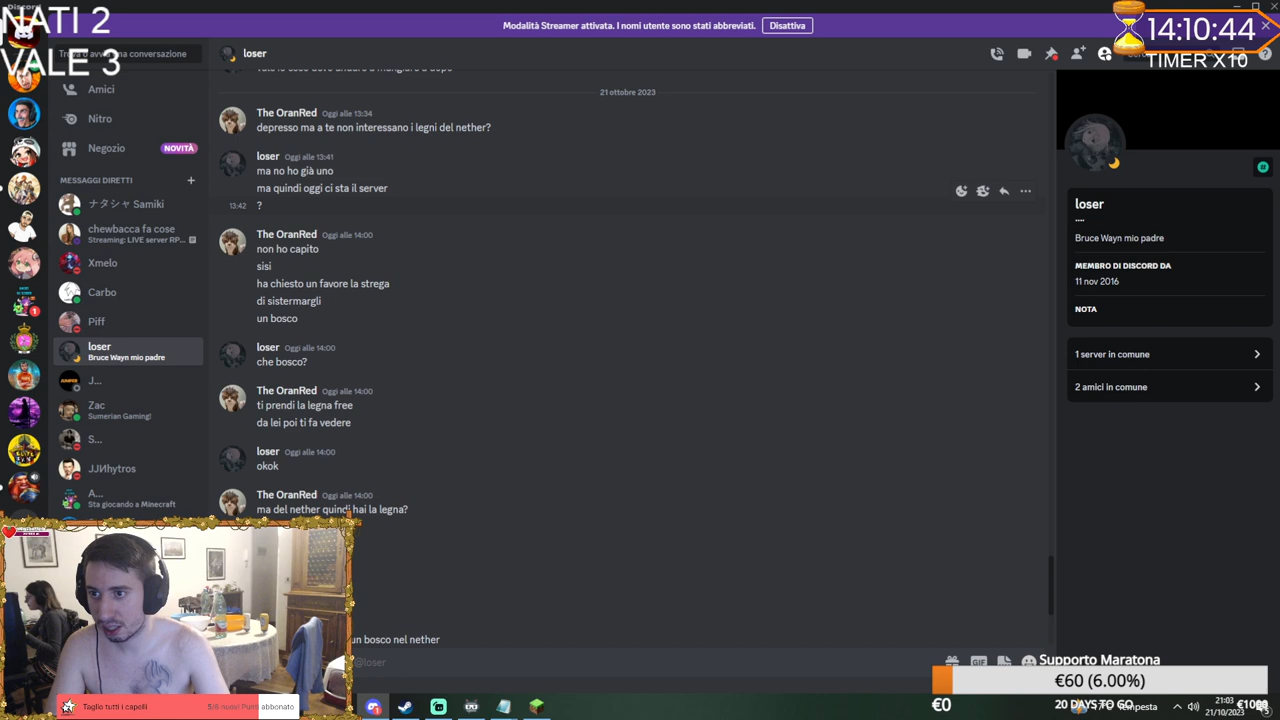 Discord
NATI 2
VALE 3
Modalità Streamer attivata. I nomi utente sono stati abbreviati.
Disattiva
14:10:44
TIMER X10
Trova o avvia una conversazione
loser
Amici
Nitro
Negozio
NOVITÀ
MESSAGGI DIRETTI
ナタシャ Samiki
chewbacca fa cose
Streaming: LIVE server RP...
Xmelo
Carbo
Piff
loser
Bruce Wayn mio padre
J...
Zac
Sumerian Gaming!
S...
JJИhytros
A...
Sta giocando a Minecraft
1
21 ottobre 2023
The OranRed Oggi alle 13:34
depresso ma a te non interessano i legni del nether?
loser Oggi alle 13:41
ma no ho già uno
ma quindi oggi ci sta il server
13:42 ?
The OranRed Oggi alle 14:00
non ho capito
sisi
ha chiesto un favore la strega
di sistermargli
un bosco
loser Oggi alle 14:00
che bosco?
The OranRed Oggi alle 14:00
ti prendi la legna free
da lei poi ti fa vedere
loser Oggi alle 14:00
okok
The OranRed Oggi alle 14:00
ma del nether quindi hai la legna?
un bosco nel nether
@loser
GIF
loser
....
Bruce Wayn mio padre
MEMBRO DI DISCORD DA
11 nov 2016
NOTA
1 server in comune
2 amici in comune
Supporto Maratona
€60 (6.00%)
€0
20 DAYS TO GO
Taglio tutti i capelli
abbonato
21:03
21/10/2023